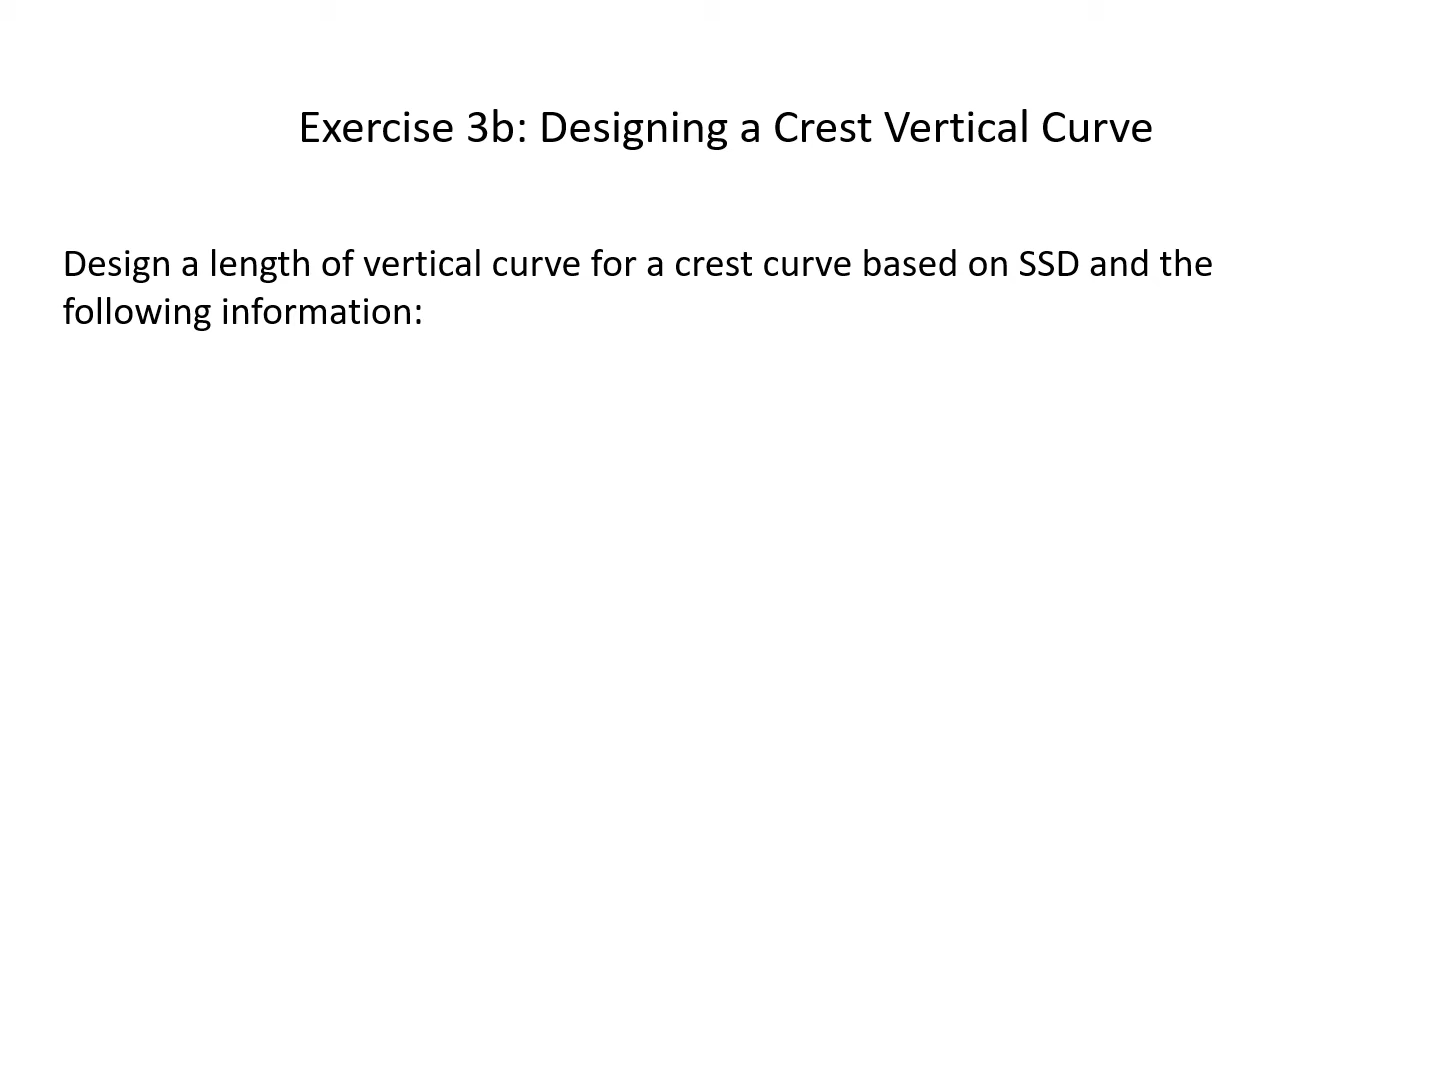 Exercise 3b: Designing a Crest Vertical Curve
Design a length of vertical curve for a crest curve based on SSD and the
following information: